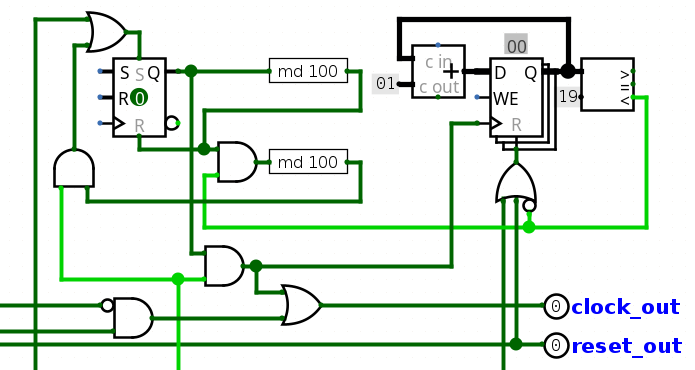 00
S S Q
R 0
R
md 100
c in
+
c out
01
D Q
WE
R
19
> = <
md 100
0 clock_out
0 reset_out